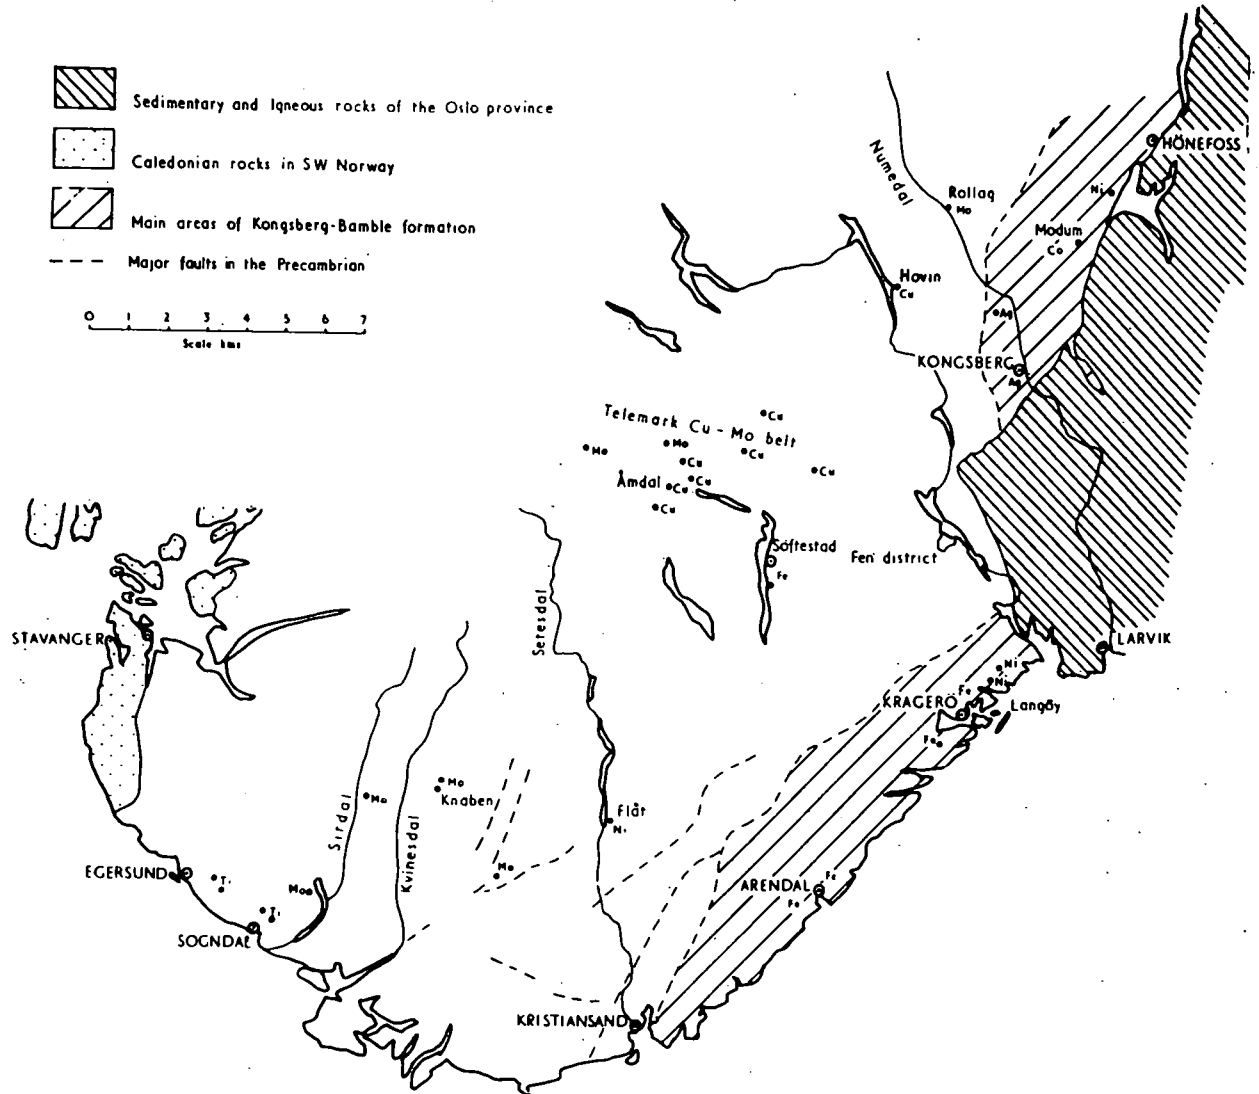 Sedimentary and Igneous rocks of the Oslo province
Caledonian rocks in SW Norway
Main areas of Kongsberg-Bamble formation
Major faults in the Precambrian
0 1 2 3 4 5 6 7
Scale kms
HÖNEFOSS
Numedal
Ni
Rollag
Mo
Modum
Co
Hovin
Cu
Ag
KONGSBERG
Ag
Telemark Cu - Mo belt
Cu
Mo
Mo
Cu
Cu
Cu
Åmdal
Cu
Cu
Cu
Söftestad
Fe
Fen district
STAVANGER
Setesdal
LARVIK
Ni
Ni
Fe
KRAGERÖ
Langöy
Fe
Mo
Knaben
Mo
Sirdal
Kvinesdal
Flåt
Ni
EGERSUND
Ti
Mo
Mo
ARENDAL
Fe
Fe
Ti
SOGNDAL
KRISTIANSAND